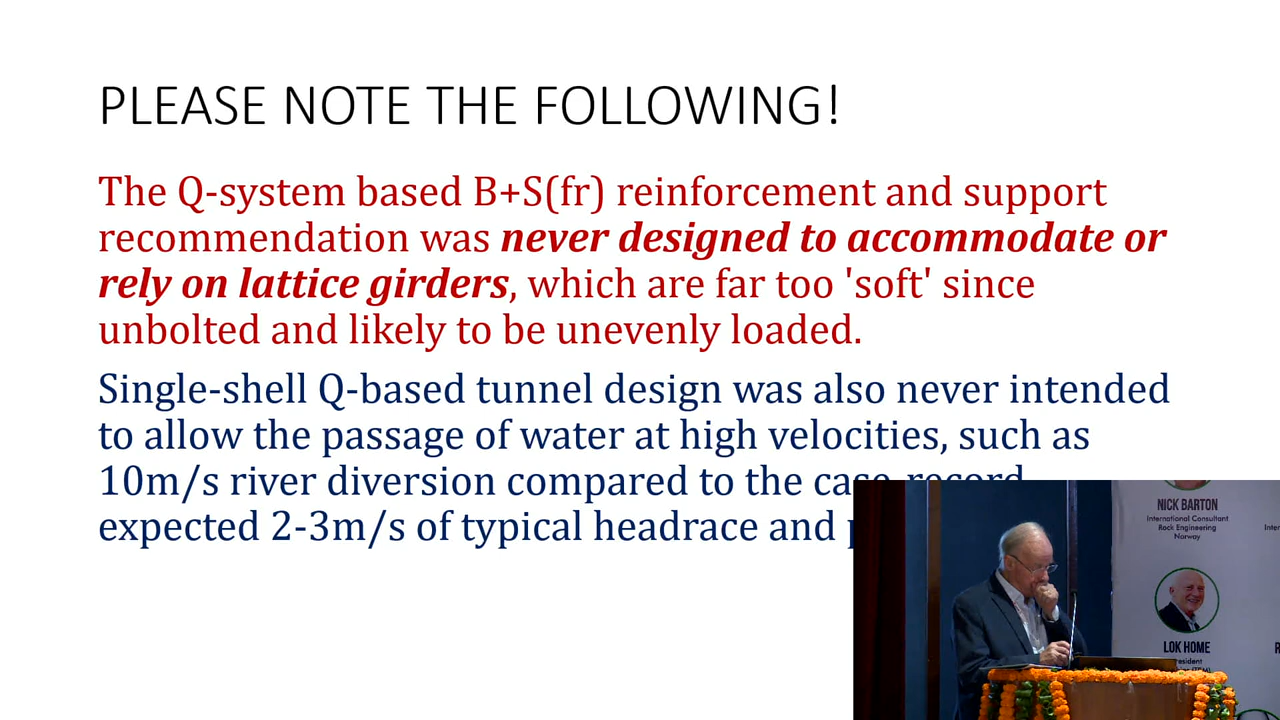 PLEASE NOTE THE FOLLOWING!
The Q-system based B+S(fr) reinforcement and support
recommendation was never designed to accommodate or
rely on lattice girders, which are far too 'soft' since
unbolted and likely to be unevenly loaded.
Single-shell Q-based tunnel design was also never intended
to allow the passage of water at high velocities, such as
10m/s river diversion compared to the case-record
expected 2-3m/s of typical headrace and
NICK BARTON
International Consultant
Rock Engineering
Norway
LOK HOME